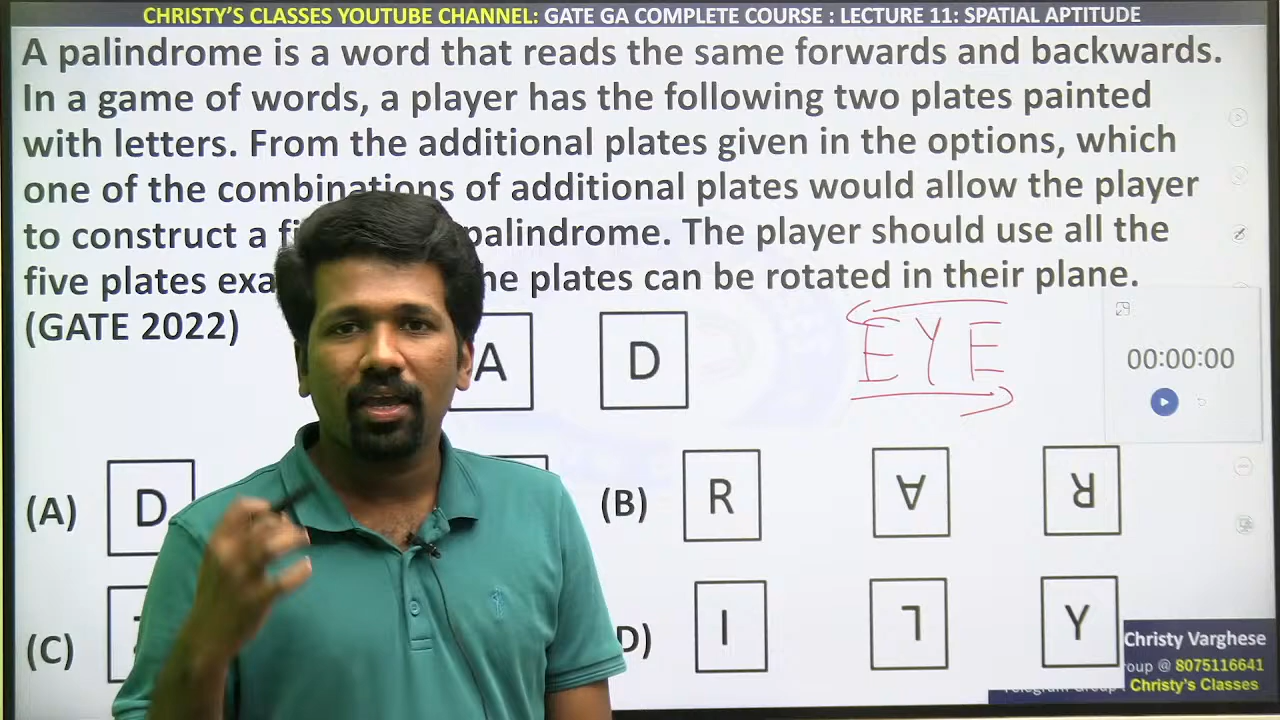 CHRISTY'S CLASSES YOUTUBE CHANNEL: GATE GA COMPLETE COURSE : LECTURE 11: SPATIAL APTITUDE
A palindrome is a word that reads the same forwards and backwards.
In a game of words, a player has the following two plates painted
with letters. From the additional plates given in the options, which
one of the combinations of additional plates would allow the player
to construct a palindrome. The player should use all the
five plates plates can be rotated in their plane.
(GATE 2022)
A D
EYE
00:00:00
(A) D
(B) R A R
(C)
D) I L Y
Christy Varghese
@ 8075116641
Telegram Group : Christy's Classes